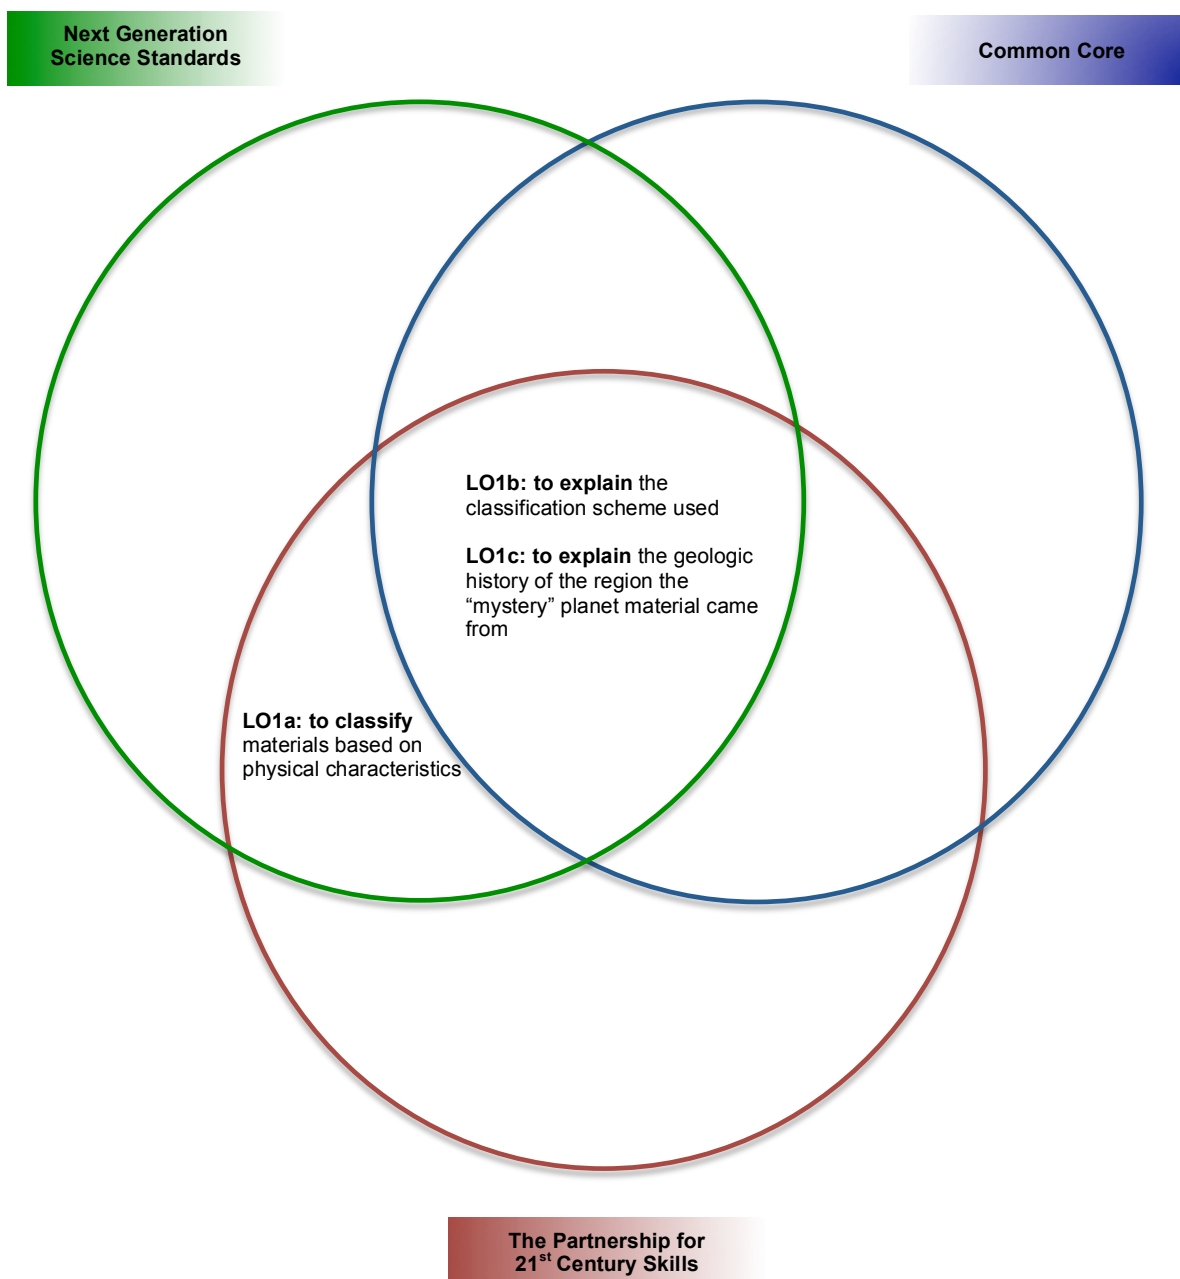 Next Generation
Science Standards
Common Core
LO1b: to explain the
classification scheme used
LO1c: to explain the geologic
history of the region the
“mystery” planet material came
from
LO1a: to classify
materials based on
physical characteristics
The Partnership for
21st Century Skills